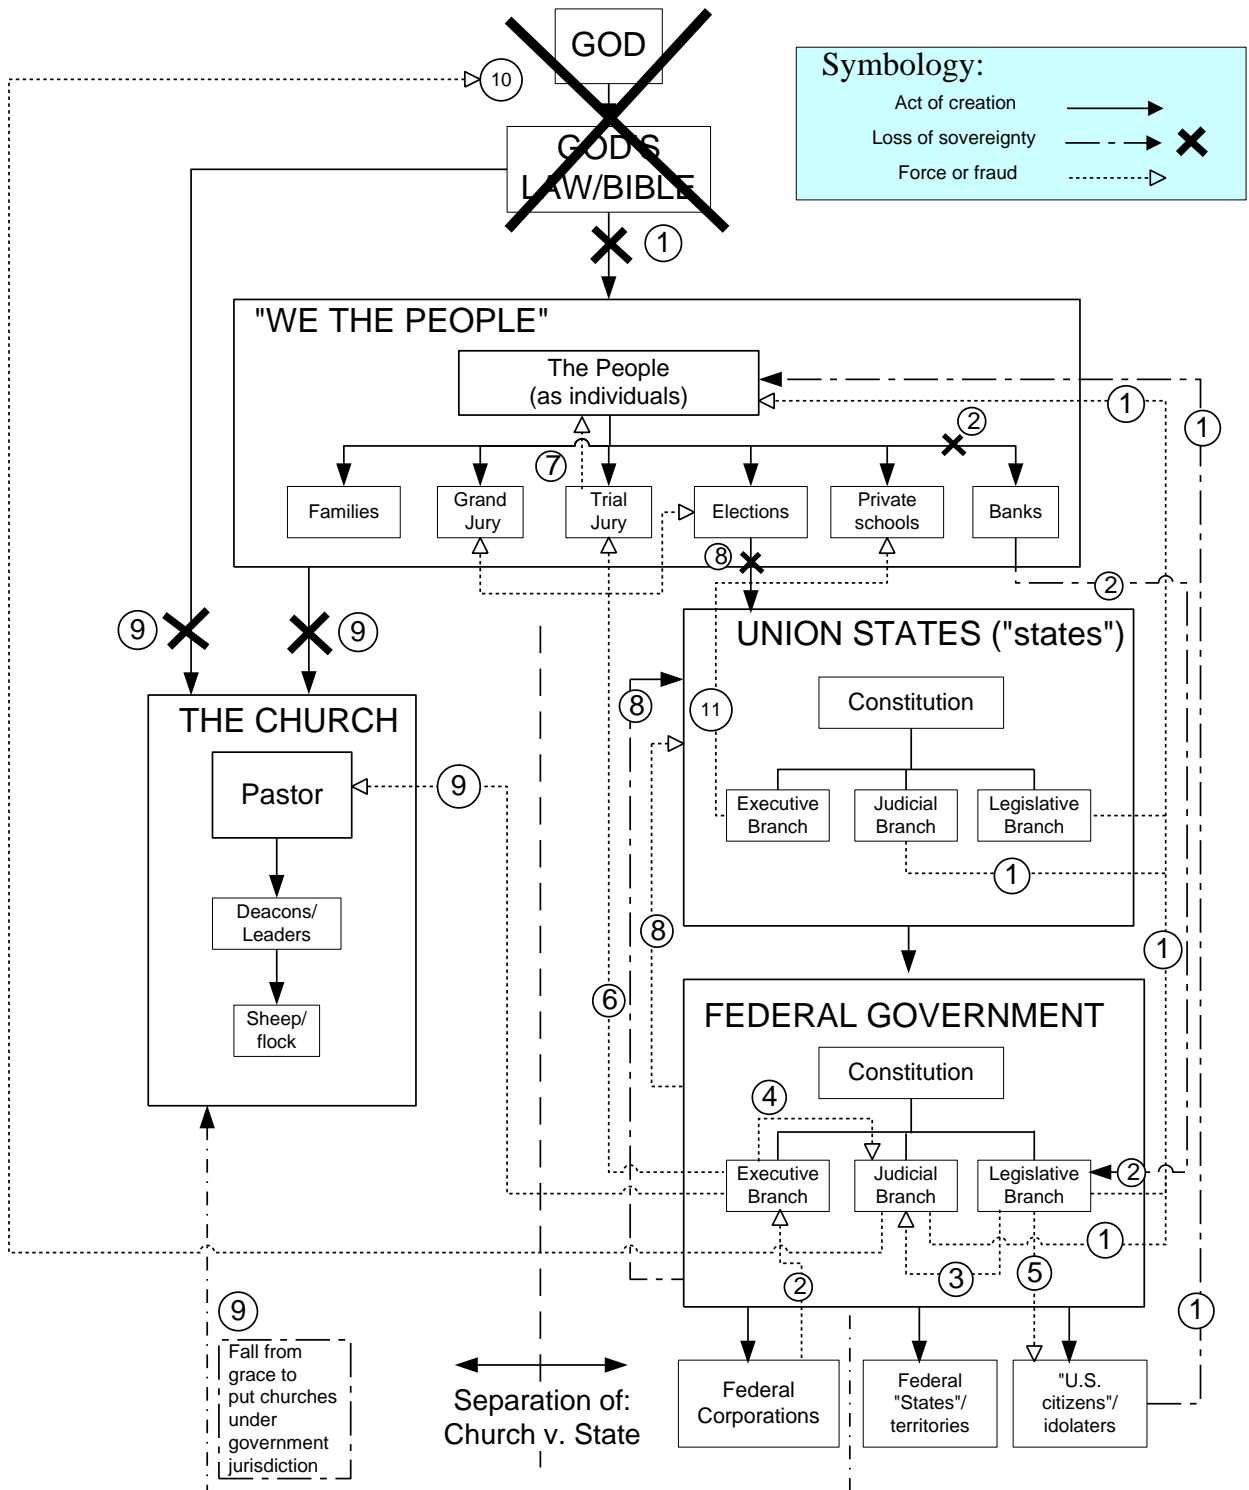 GOD
10
Symbology:
Act of creation
Loss of sovereignty
Force or fraud
GOD'S
LAW/BIBLE
1
"WE THE PEOPLE"
The People
(as individuals)
1
1
2
7
Families
Grand
Jury
Trial
Jury
Elections
Private
schools
Banks
8
2
9
9
UNION STATES ("states")
8
11
Constitution
THE CHURCH
Pastor
9
Executive
Branch
Judicial
Branch
Legislative
Branch
1
Deacons/
Leaders
8
1
6
Sheep/
flock
FEDERAL GOVERNMENT
Constitution
4
Executive
Branch
Judicial
Branch
Legislative
Branch
2
1
3
5
2
9
1
Fall from
grace to
put churches
under
government
jurisdiction
Separation of:
Church v. State
Federal
Corporations
Federal
"States"/
territories
"U.S.
citizens"/
idolaters